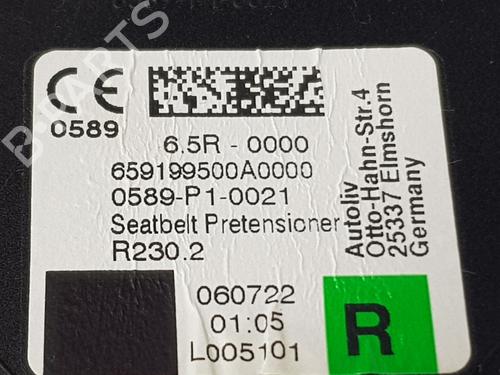 CE
0589
6.5R - 0000
659199500A0000
0589-P1-0021
Seatbelt Pretensioner
R230.2
Autoliv
Otto-Hahn-Str.4
25337 Elmshorn
Germany
060722
01:05
L005101
R